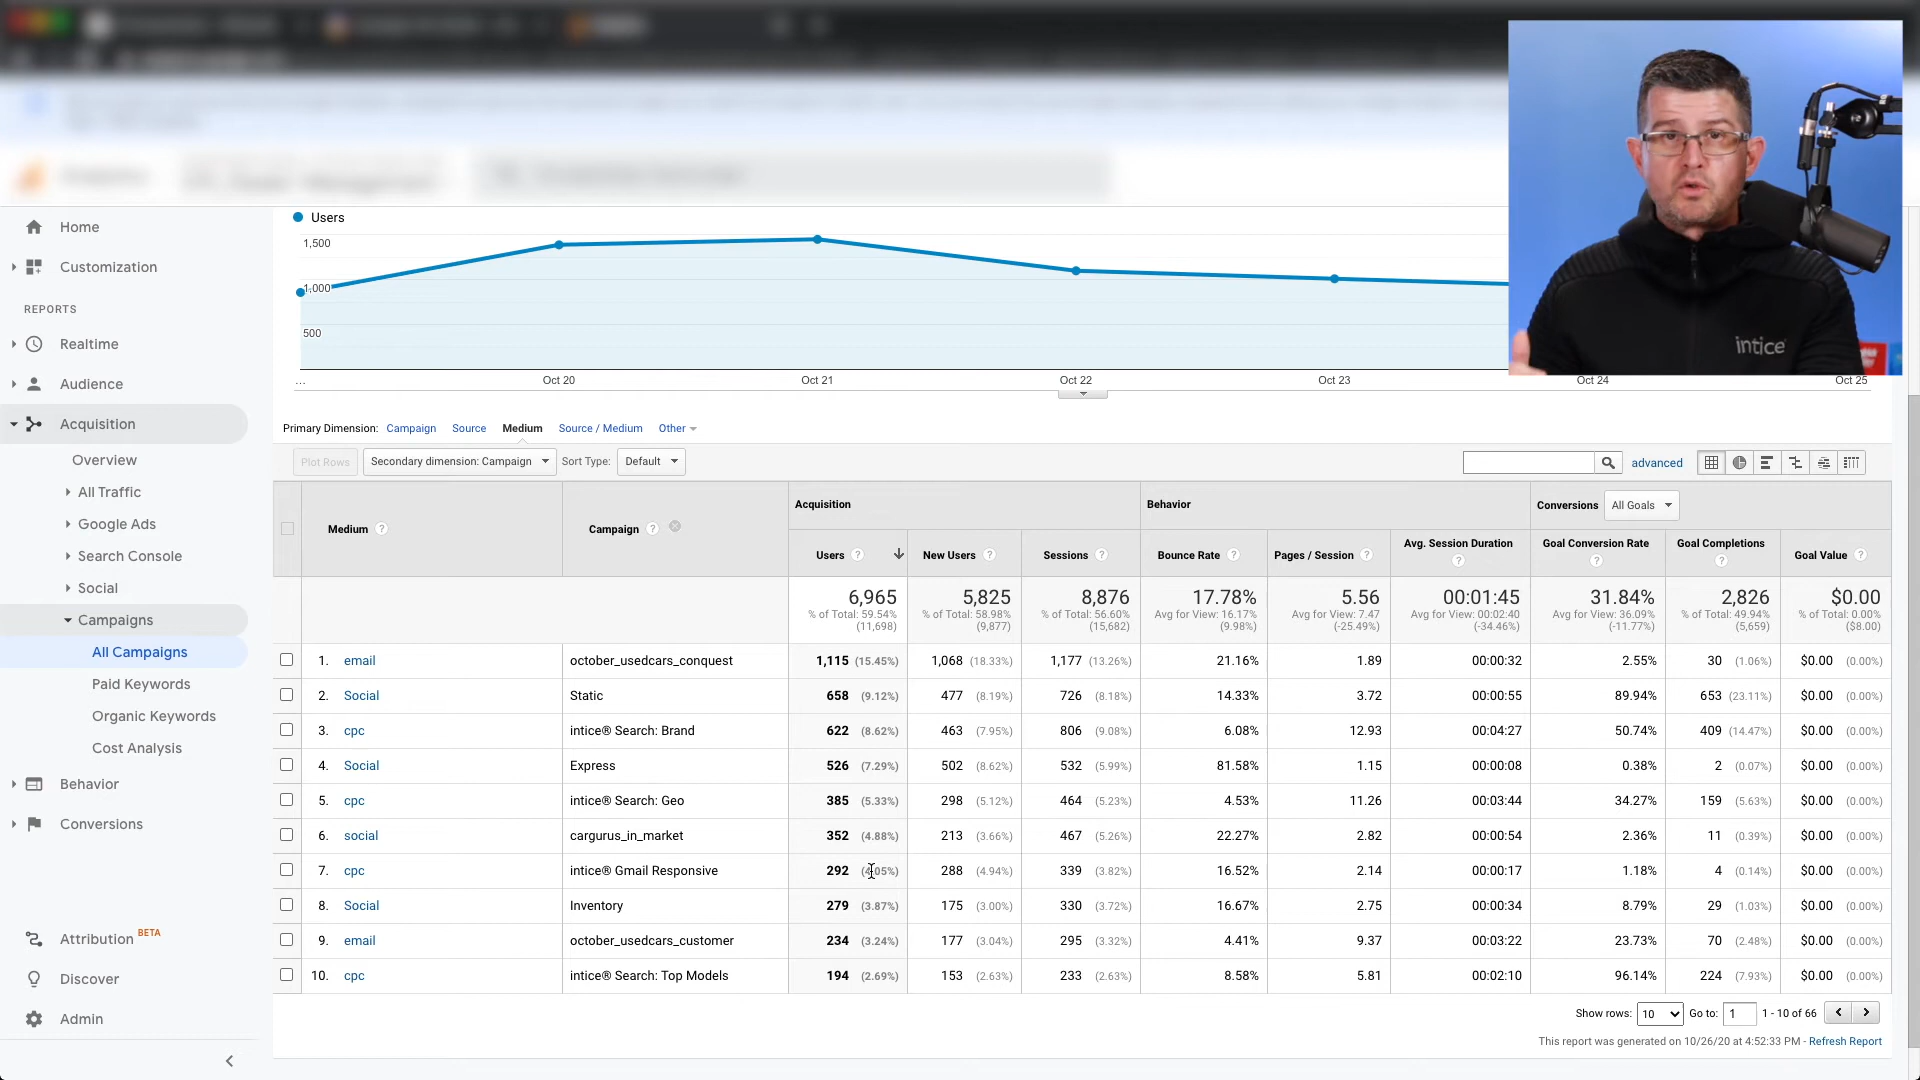 intice
Home
Customization
REPORTS
Realtime
Audience
Acquisition
Overview
All Traffic
Google Ads
Search Console
Social
Campaigns
All Campaigns
Paid Keywords
Organic Keywords
Cost Analysis
Behavior
Conversions
Attribution BETA
Discover
Admin
Users
1,500
1,000
500
... Oct 20 Oct 21 Oct 22 Oct 23 Oct 24 Oct 25
Primary Dimension: Campaign Source Medium Source / Medium Other
Plot Rows Secondary dimension: Campaign Sort Type: Default advanced
Acquisition Behavior Conversions All Goals
Medium ? Campaign ? Users ? New Users ? Sessions ? Bounce Rate ? Pages / Session ? Avg. Session Duration ? Goal Conversion Rate ? Goal Completions ? Goal Value ?
6,965 5,825 8,876 17.78% 5.56 00:01:45 31.84% 2,826 $0.00
% of Total: 59.54% % of Total: 58.98% % of Total: 56.60% Avg for View: 16.17% Avg for View: 7.47 Avg for View: 00:02:40 Avg for View: 36.09% % of Total: 49.94% % of Total: 0.00%
(11,698) (9,877) (15,682) (9.98%) (-25.49%) (-34.46%) (-11.77%) (5,659) ($8.00)
1. email october_usedcars_conquest 1,115 (15.45%) 1,068 (18.33%) 1,177 (13.26%) 21.16% 1.89 00:00:32 2.55% 30 (1.06%) $0.00 (0.00%)
2. Social Static 658 (9.12%) 477 (8.19%) 726 (8.18%) 14.33% 3.72 00:00:55 89.94% 653 (23.11%) $0.00 (0.00%)
3. cpc intice® Search: Brand 622 (8.62%) 463 (7.95%) 806 (9.08%) 6.08% 12.93 00:04:27 50.74% 409 (14.47%) $0.00 (0.00%)
4. Social Express 526 (7.29%) 502 (8.62%) 532 (5.99%) 81.58% 1.15 00:00:08 0.38% 2 (0.07%) $0.00 (0.00%)
5. cpc intice® Search: Geo 385 (5.33%) 298 (5.12%) 464 (5.23%) 4.53% 11.26 00:03:44 34.27% 159 (5.63%) $0.00 (0.00%)
6. social cargurus_in_market 352 (4.88%) 213 (3.66%) 467 (5.26%) 22.27% 2.82 00:00:54 2.36% 11 (0.39%) $0.00 (0.00%)
7. cpc intice® Gmail Responsive 292 (4.05%) 288 (4.94%) 339 (3.82%) 16.52% 2.14 00:00:17 1.18% 4 (0.14%) $0.00 (0.00%)
8. Social Inventory 279 (3.87%) 175 (3.00%) 330 (3.72%) 16.67% 2.75 00:00:34 8.79% 29 (1.03%) $0.00 (0.00%)
9. email october_usedcars_customer 234 (3.24%) 177 (3.04%) 295 (3.32%) 4.41% 9.37 00:03:22 23.73% 70 (2.48%) $0.00 (0.00%)
10. cpc intice® Search: Top Models 194 (2.69%) 153 (2.63%) 233 (2.63%) 8.58% 5.81 00:02:10 96.14% 224 (7.93%) $0.00 (0.00%)
Show rows: 10 Go to: 1 1 - 10 of 66
This report was generated on 10/26/20 at 4:52:33 PM - Refresh Report